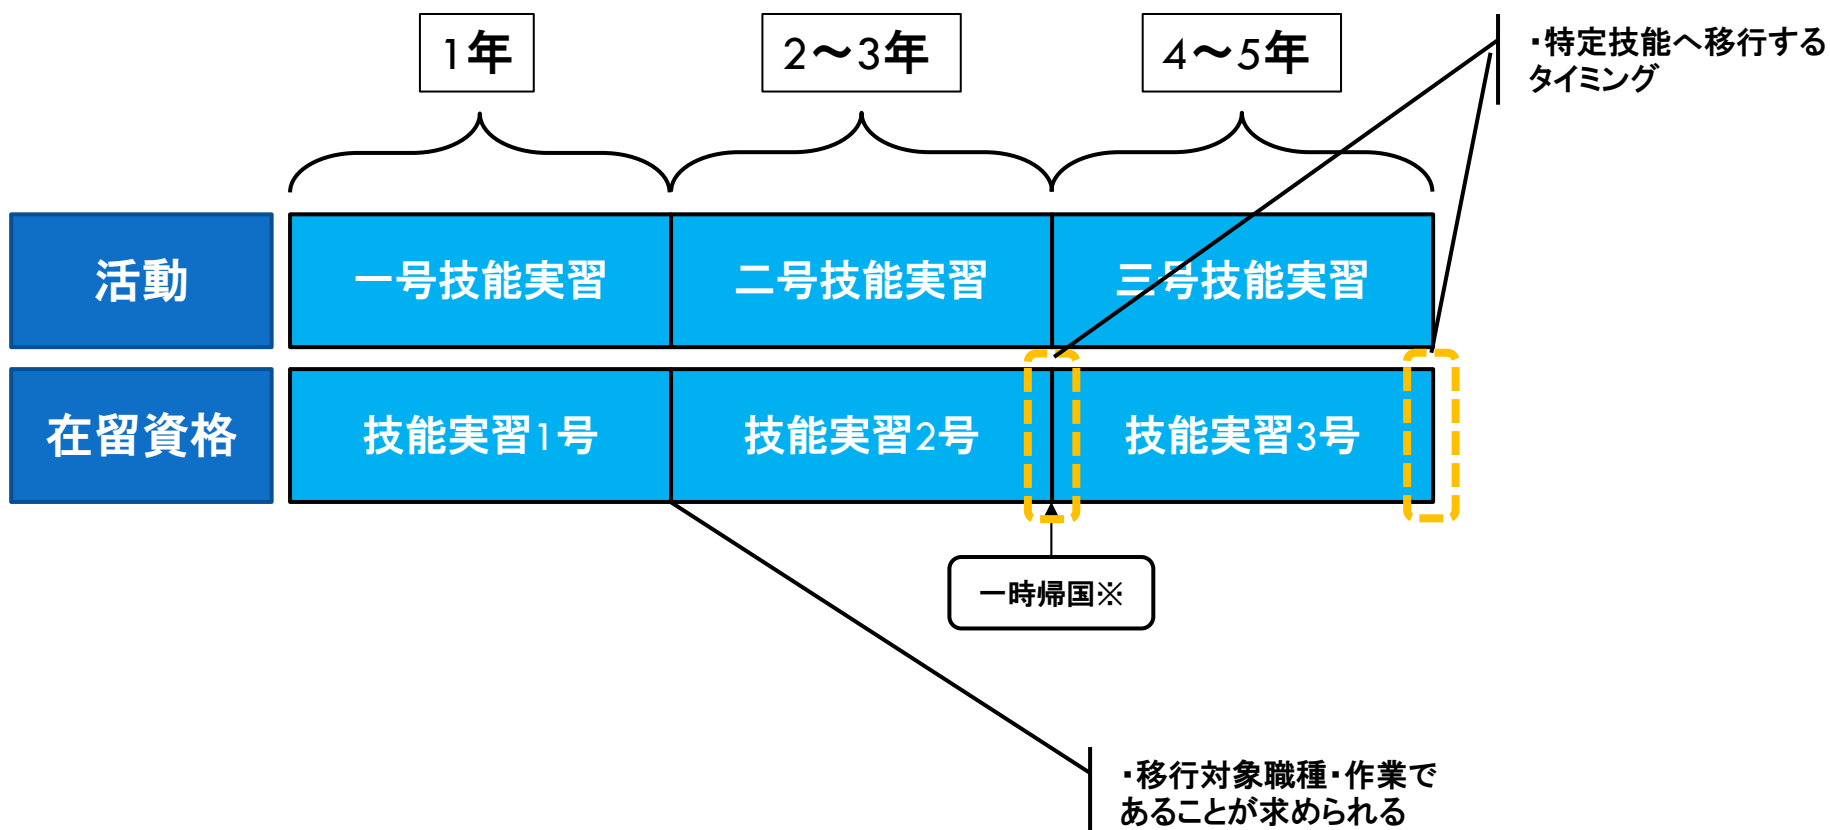 1年
2～3年
4～5年
・特定技能へ移行する
タイミング
活動
一号技能実習
二号技能実習
三号技能実習
在留資格
技能実習1号
技能実習2号
技能実習3号
一時帰国※
・移行対象職種・作業で
あることが求められる